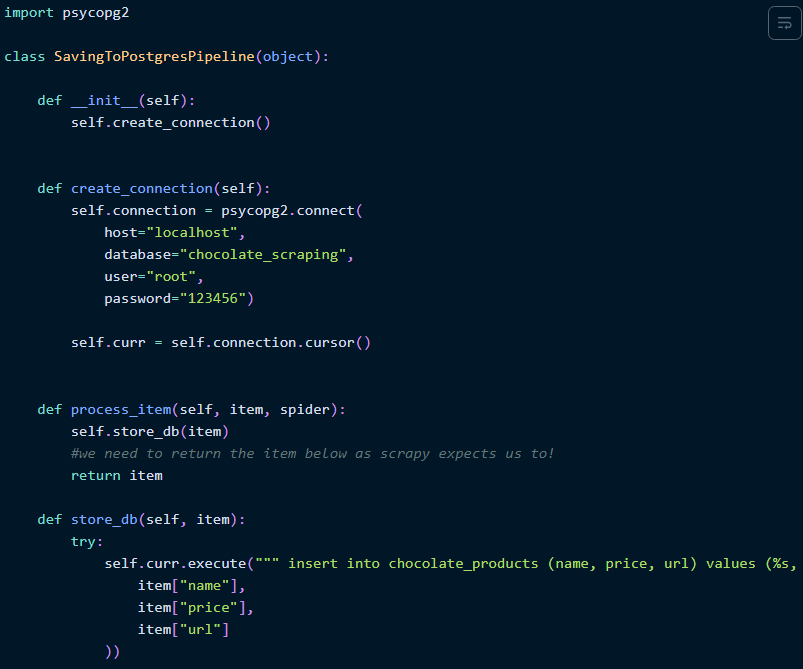 import psycopg2
class SavingToPostgresPipeline(object):
def __init__(self):
self.create_connection()
def create_connection(self):
self.connection = psycopg2.connect(
host="localhost",
database="chocolate_scraping",
user="root",
password="123456")
self.curr = self.connection.cursor()
def process_item(self, item, spider):
self.store_db(item)
#we need to return the item below as scrapy expects us to!
return item
def store_db(self, item):
try:
self.curr.execute(""" insert into chocolate_products (name, price, url) values (%s,
item["name"],
item["price"],
item["url"]
))